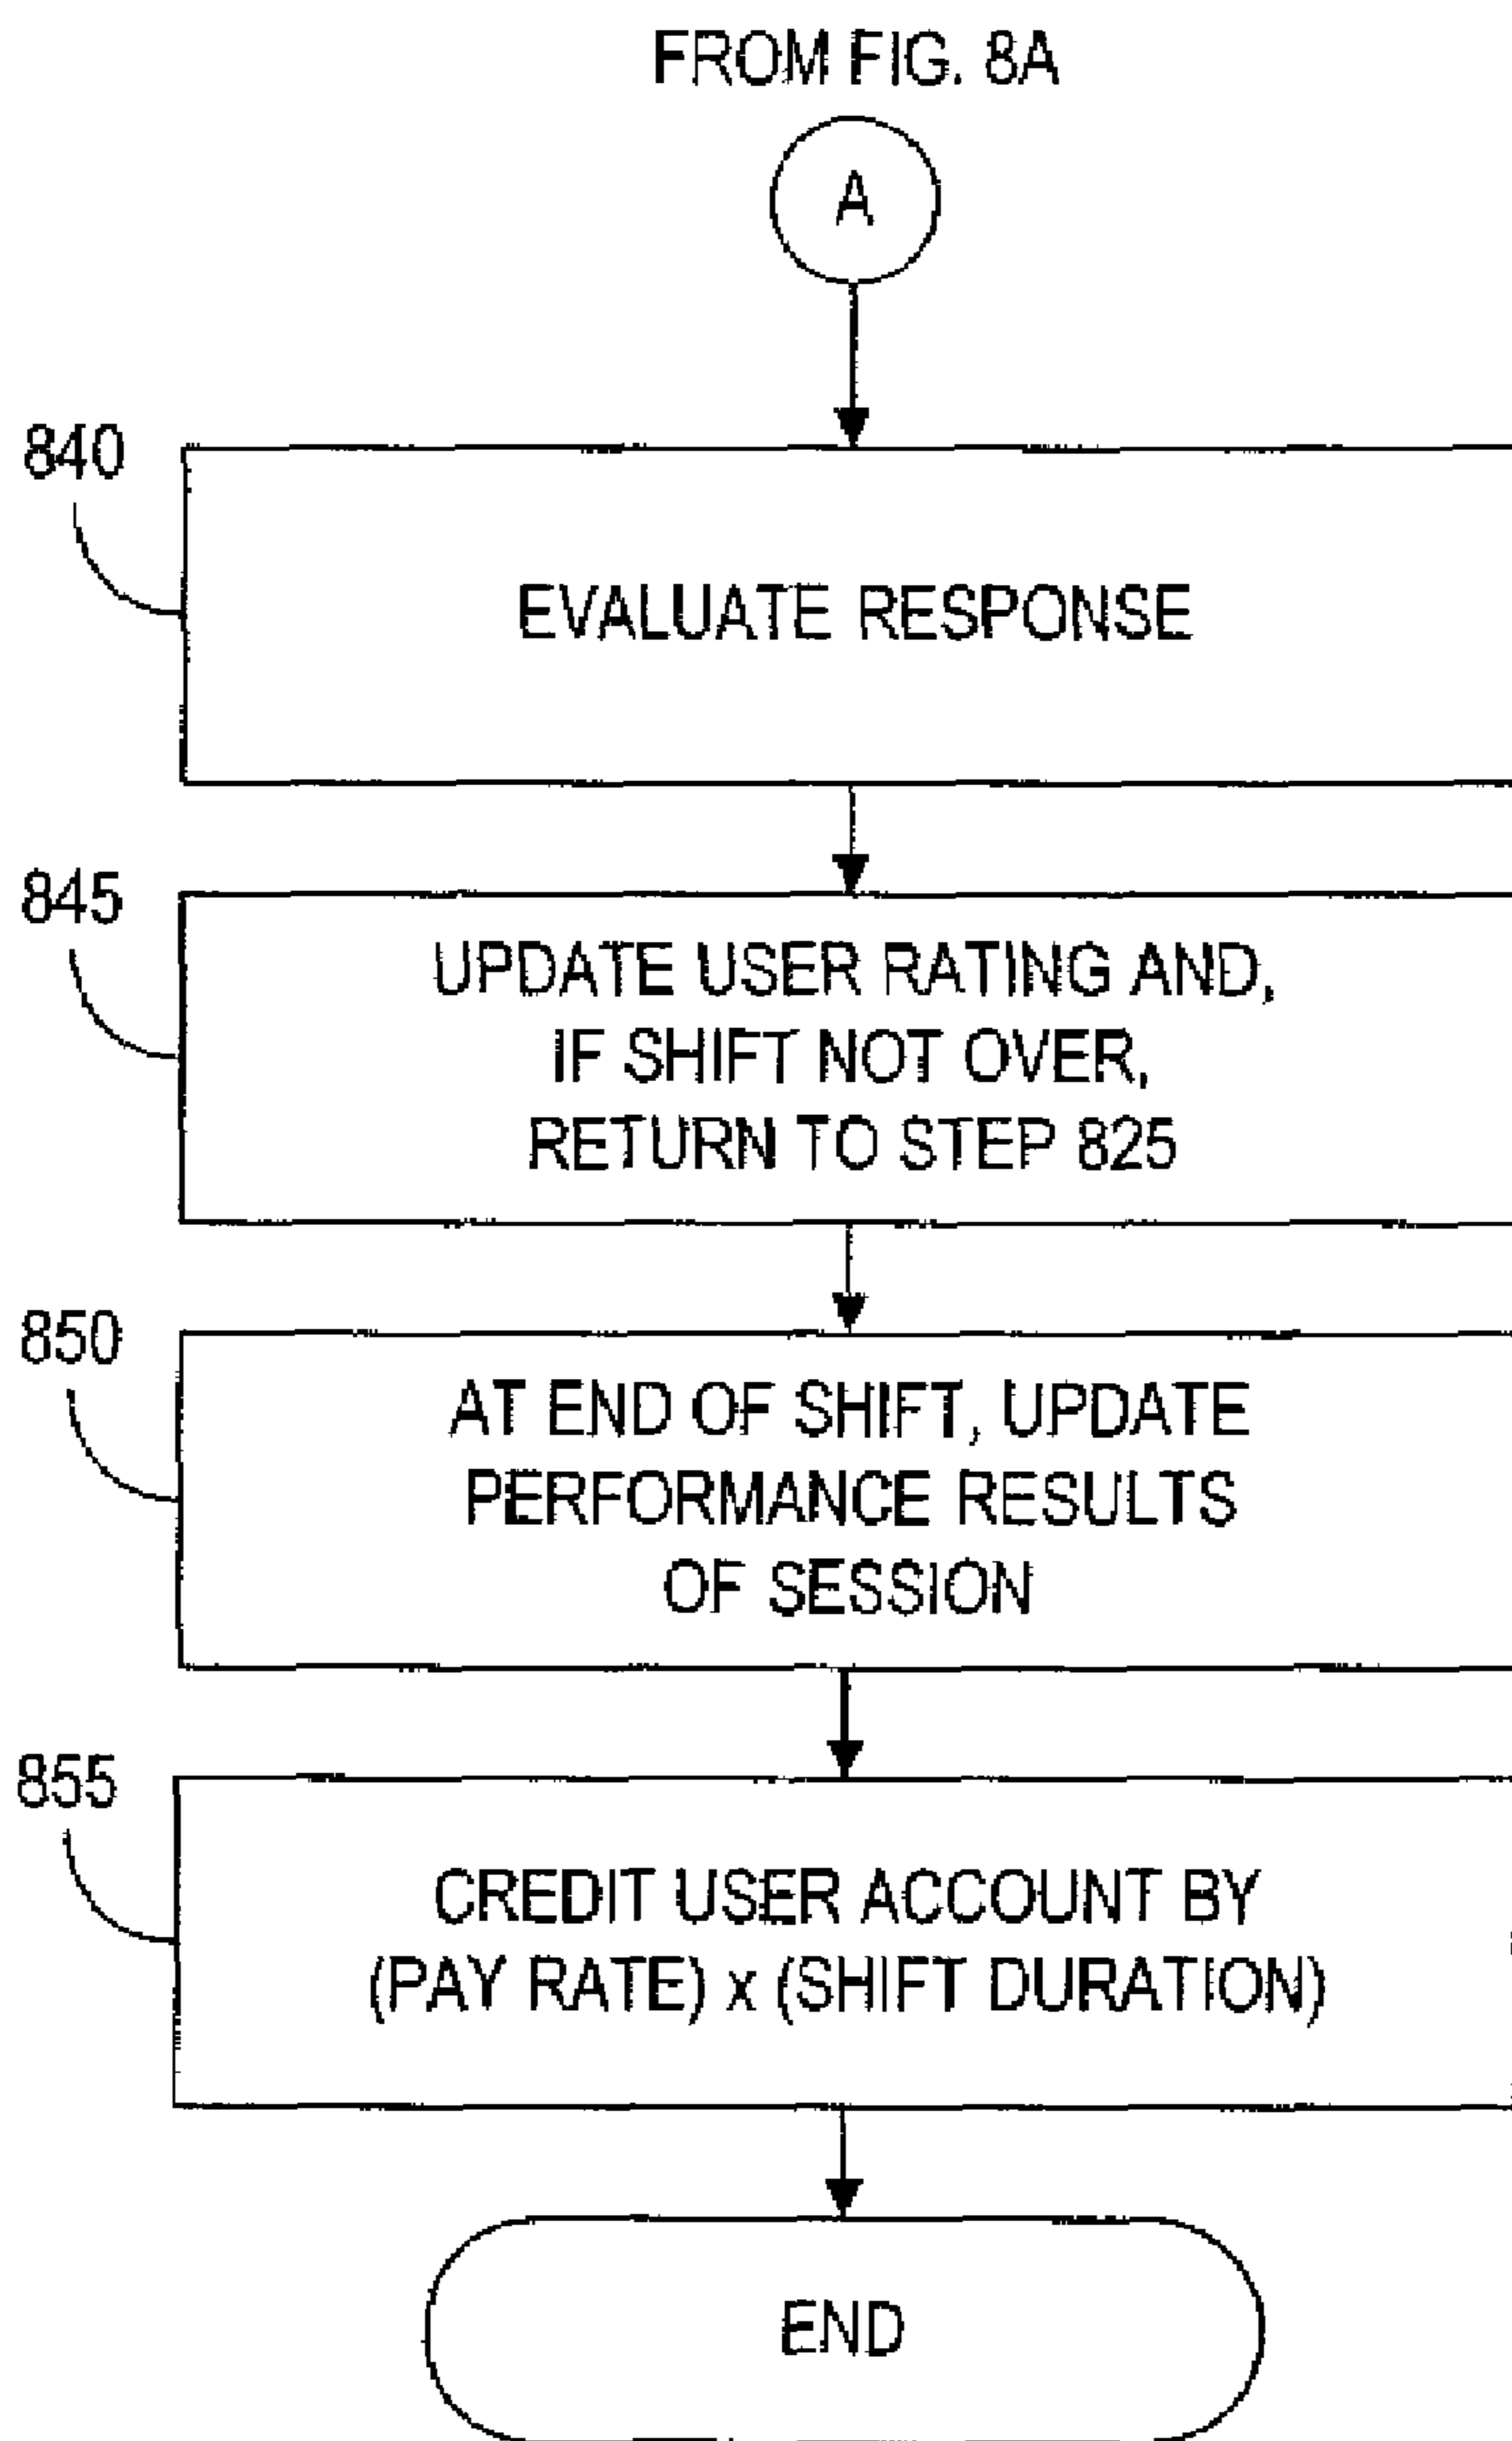 FROM FIG. 8A
A
840
EVALUATE RESPONSE
845
UPDATE USER RATING AND,
IF SHIFT NOT OVER,
RETURN TO STEP 825
850
AT END OF SHIFT, UPDATE
PERFORMANCE RESULTS
OF SESSION
855
CREDIT USER ACCOUNT BY
(PAY RATE) x (SHIFT DURATION)
END